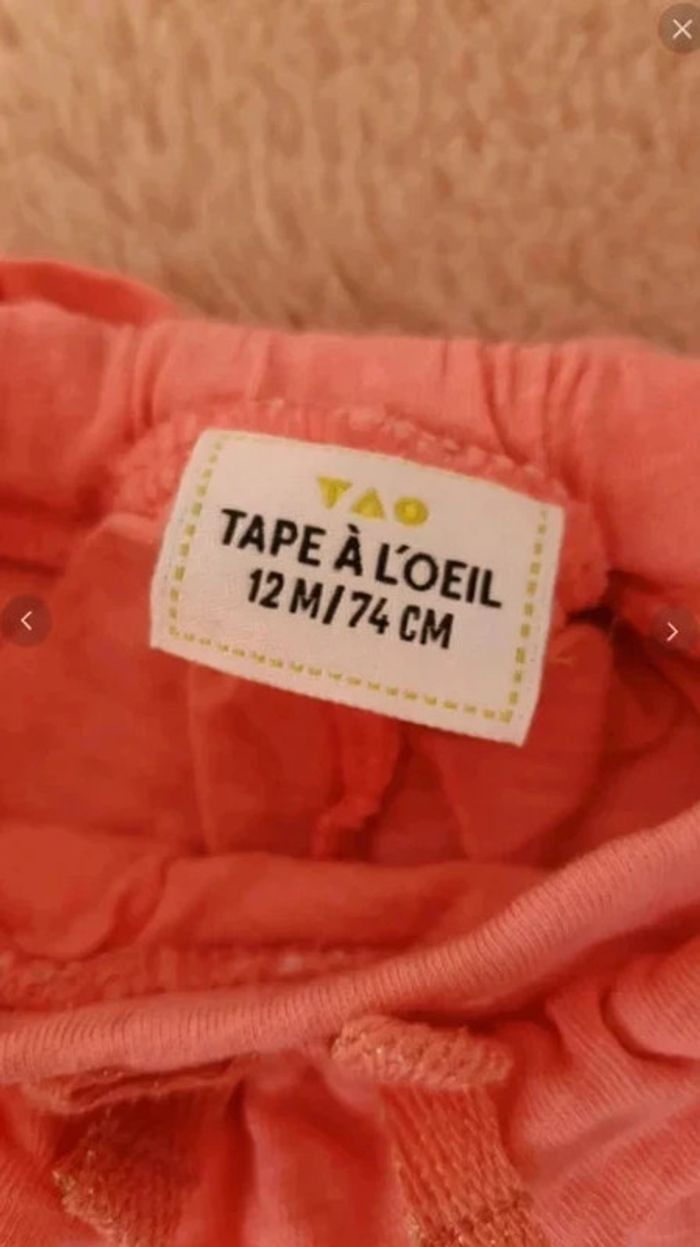 TAO
TAPE À L'OEIL
12 M/74 CM